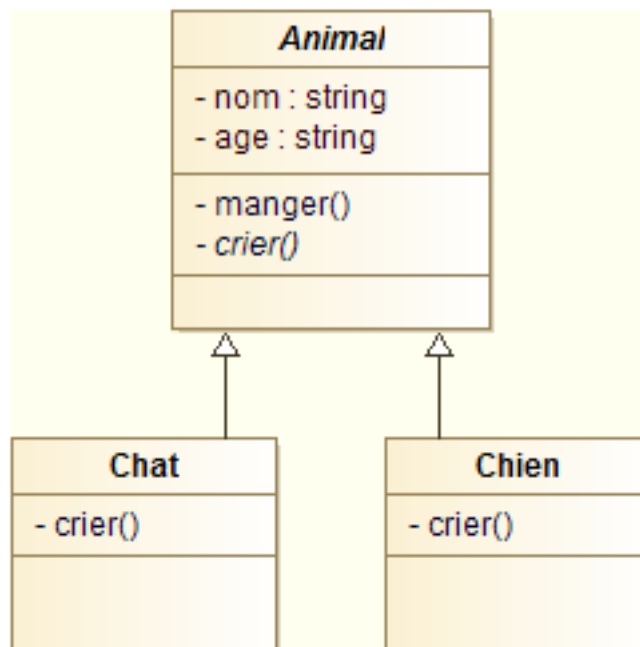 Animal
- nom : string
- age : string
- manger()
- crier()
Chat
- crier()
Chien
- crier()